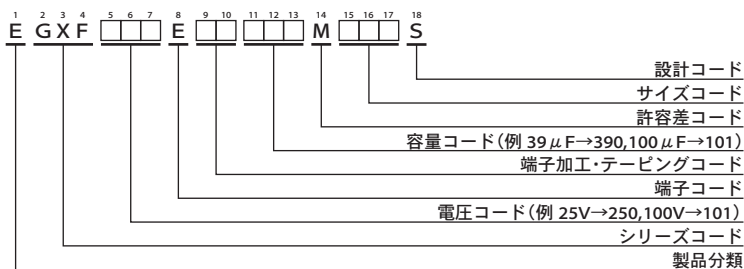 1 2 3 4 5 6 7 8 9 10 11 12 13 14 15 16 17 18
E GXF □□□ E □□ □□□ M □□□ S
設計コード
サイズコード
許容差コード
容量コード(例 39μF→390,100μF→101)
端子加工・テーピングコード
端子コード
電圧コード(例 25V→250,100V→101)
シリーズコード
製品分類